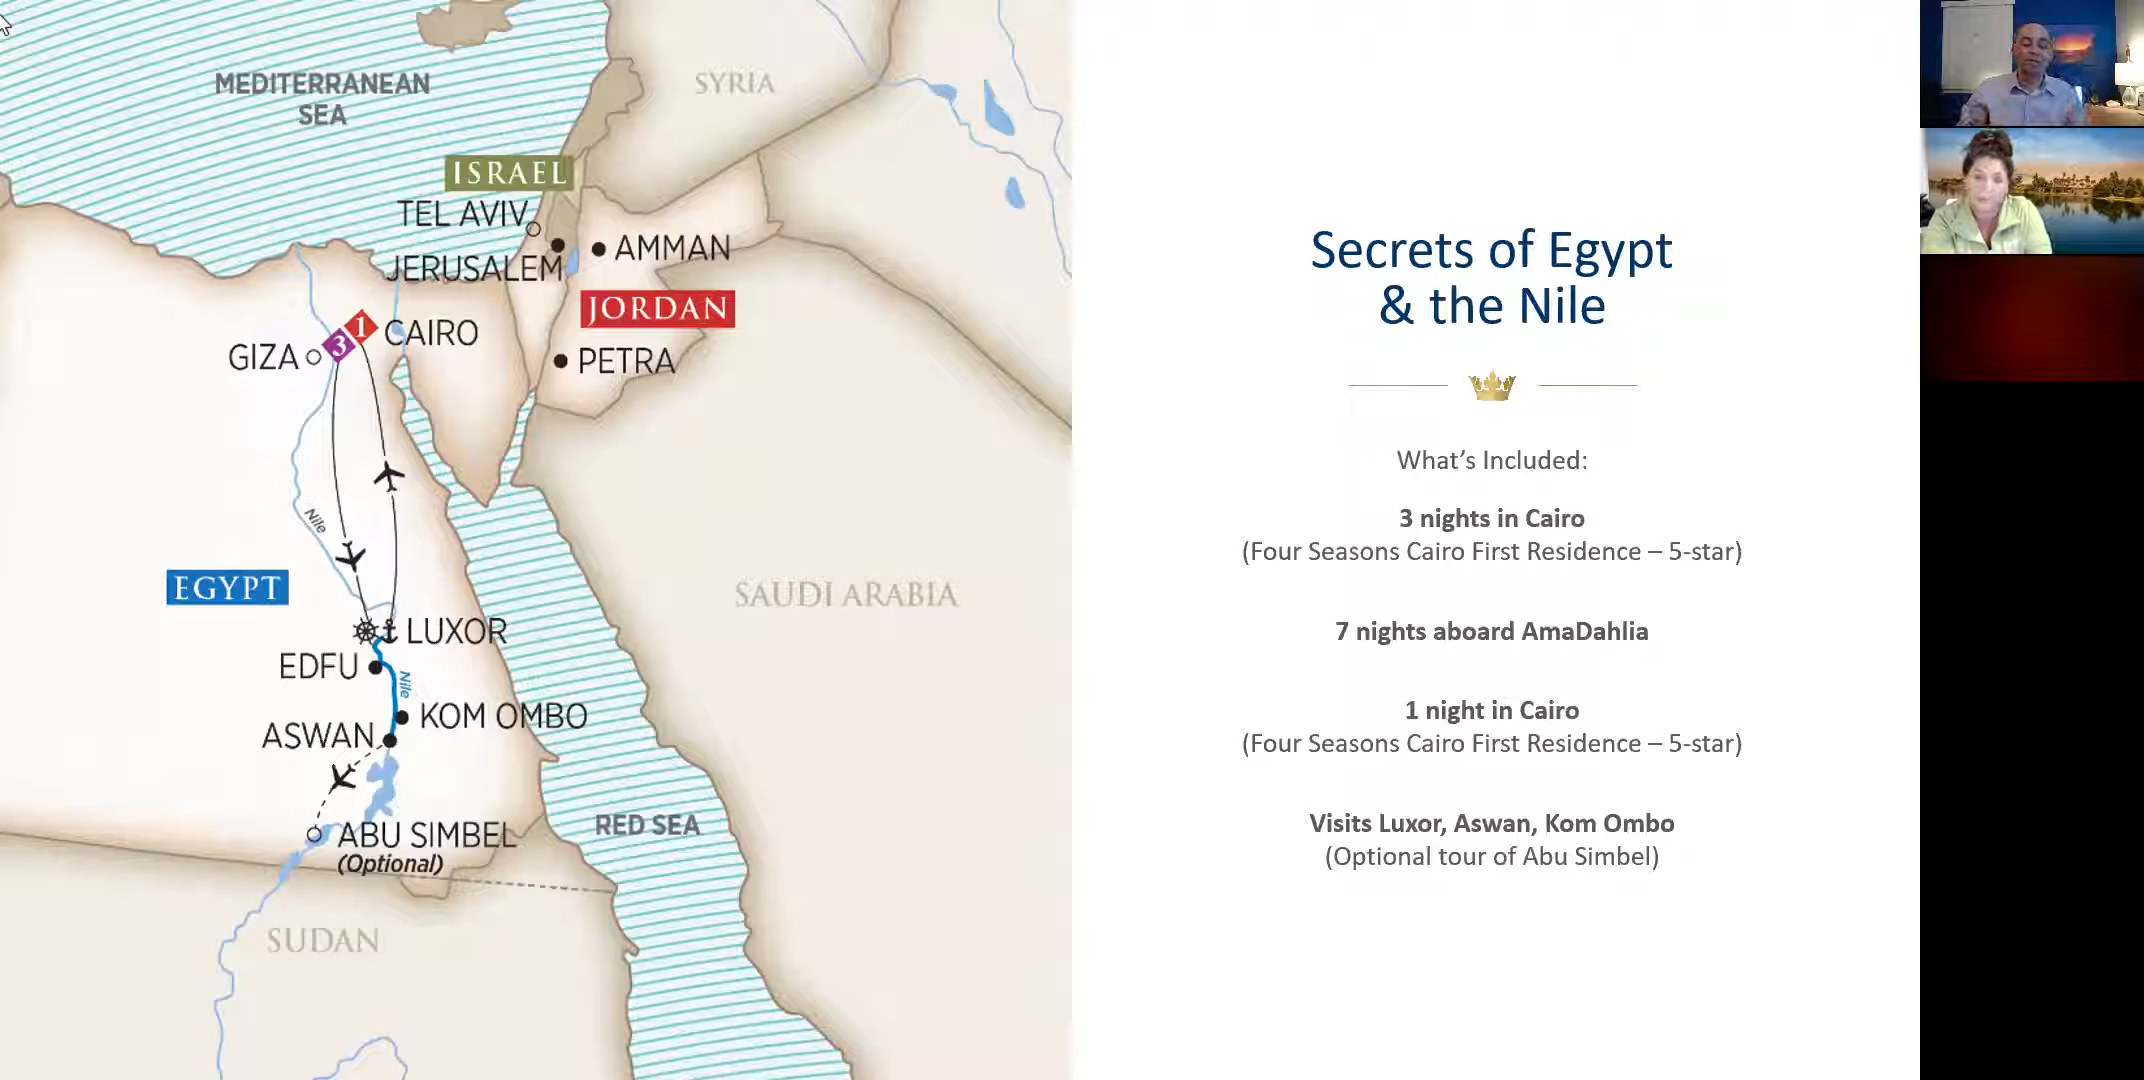 MEDITERRANEAN
SEA
SYRIA
ISRAEL
TEL AVIV
JERUSALEM
AMMAN
JORDAN
PETRA
1
3
CAIRO
GIZA
Nile
EGYPT
SAUDI ARABIA
LUXOR
EDFU
Nile
KOM OMBO
ASWAN
ABU SIMBEL
(Optional)
RED SEA
SUDAN
Secrets of Egypt
& the Nile
What's Included:
3 nights in Cairo
(Four Seasons Cairo First Residence – 5-star)
7 nights aboard AmaDahlia
1 night in Cairo
(Four Seasons Cairo First Residence – 5-star)
Visits Luxor, Aswan, Kom Ombo
(Optional tour of Abu Simbel)